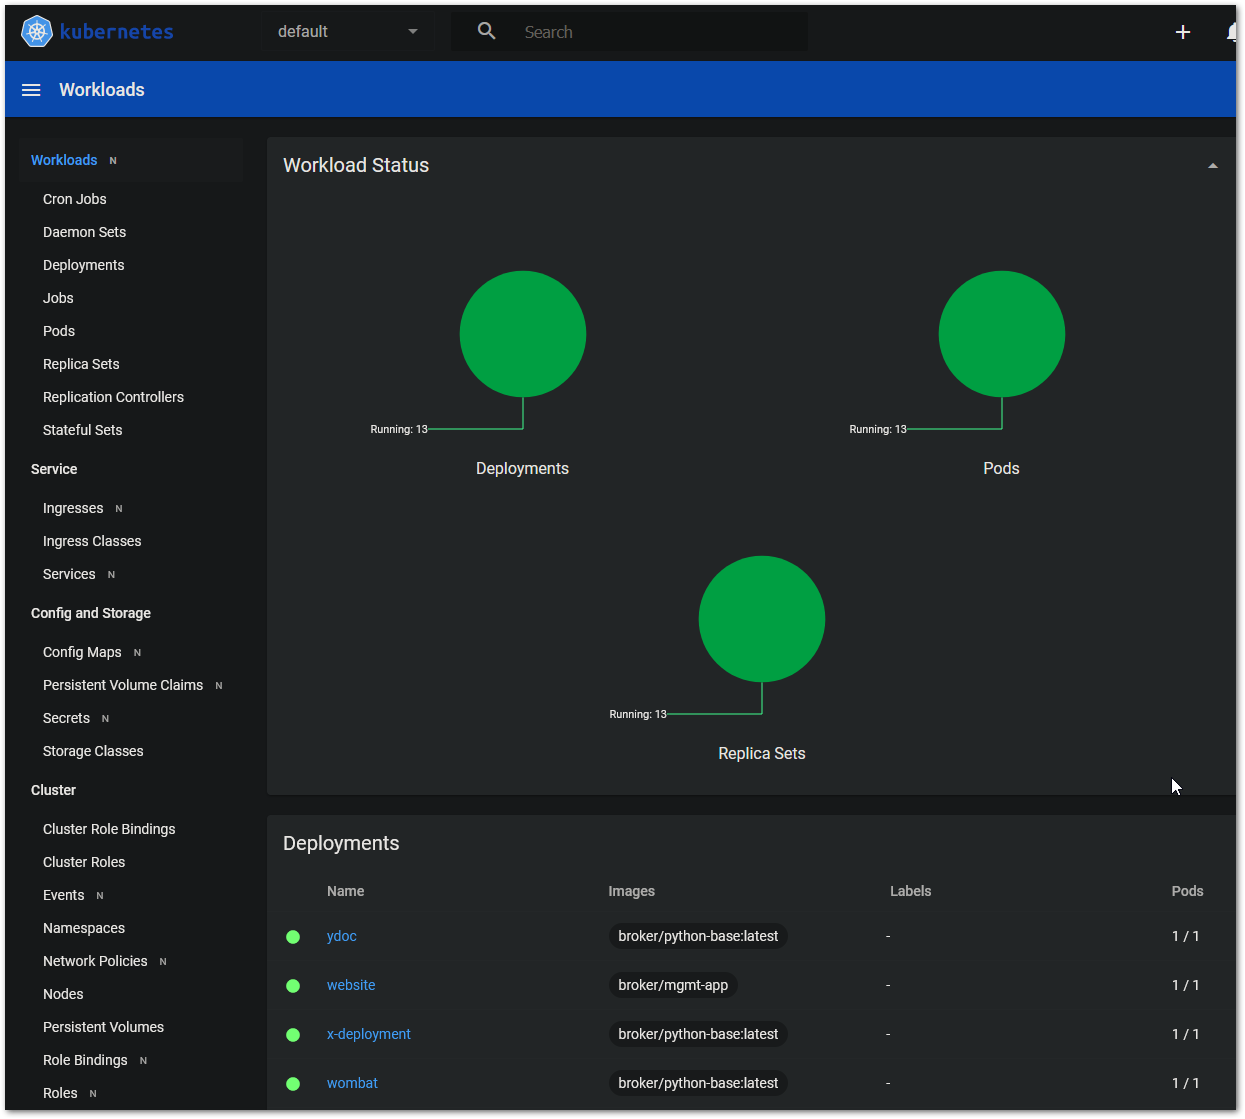 kubernetes
default
Search
Workloads
Workloads N
Cron Jobs
Daemon Sets
Deployments
Jobs
Pods
Replica Sets
Replication Controllers
Stateful Sets
Service
Ingresses N
Ingress Classes
Services N
Config and Storage
Config Maps N
Persistent Volume Claims N
Secrets N
Storage Classes
Cluster
Cluster Role Bindings
Cluster Roles
Events N
Namespaces
Network Policies N
Nodes
Persistent Volumes
Role Bindings N
Roles N
Workload Status
Running: 13
Deployments
Running: 13
Pods
Running: 13
Replica Sets
Deployments
Name Images Labels Pods
ydoc broker/python-base:latest - 1 / 1
website broker/mgmt-app - 1 / 1
x-deployment broker/python-base:latest - 1 / 1
wombat broker/python-base:latest - 1 / 1